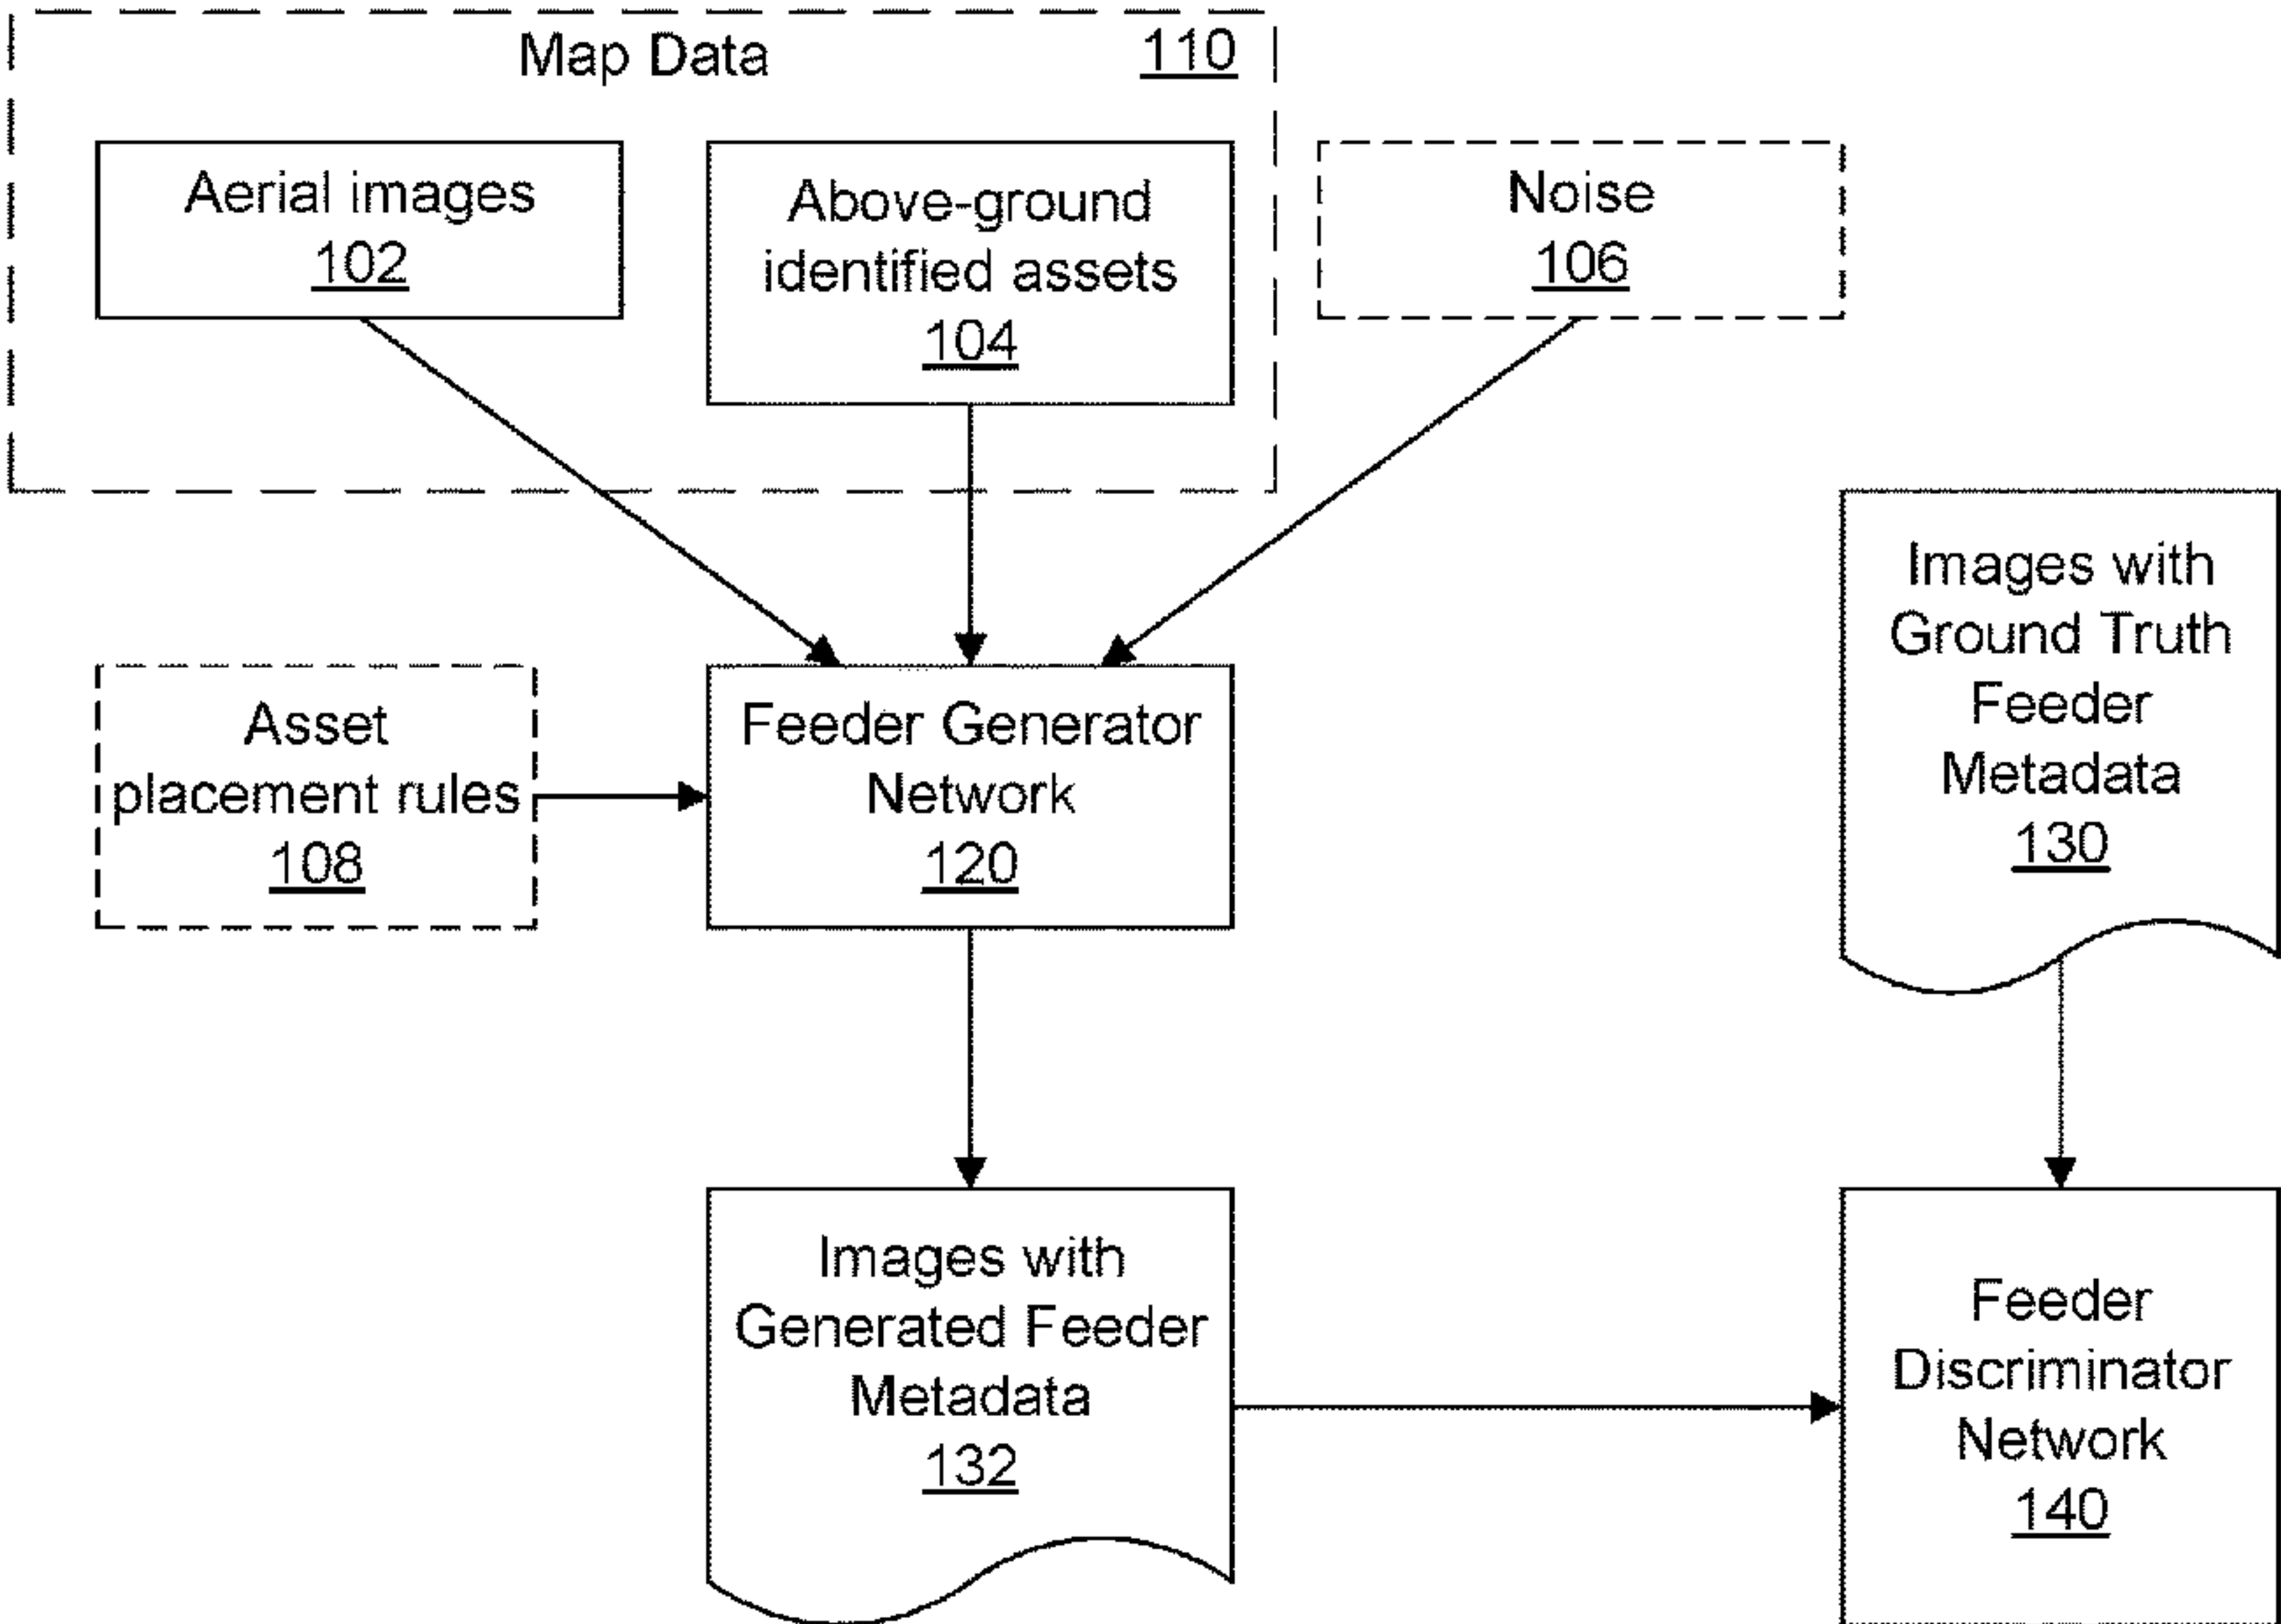 Map Data
110
Aerial images
102
Above-ground
identified assets
104
Noise
106
Asset
placement rules
108
Feeder Generator
Network
120
Images with
Ground Truth
Feeder
Metadata
130
Images with
Generated Feeder
Metadata
132
Feeder
Discriminator
Network
140